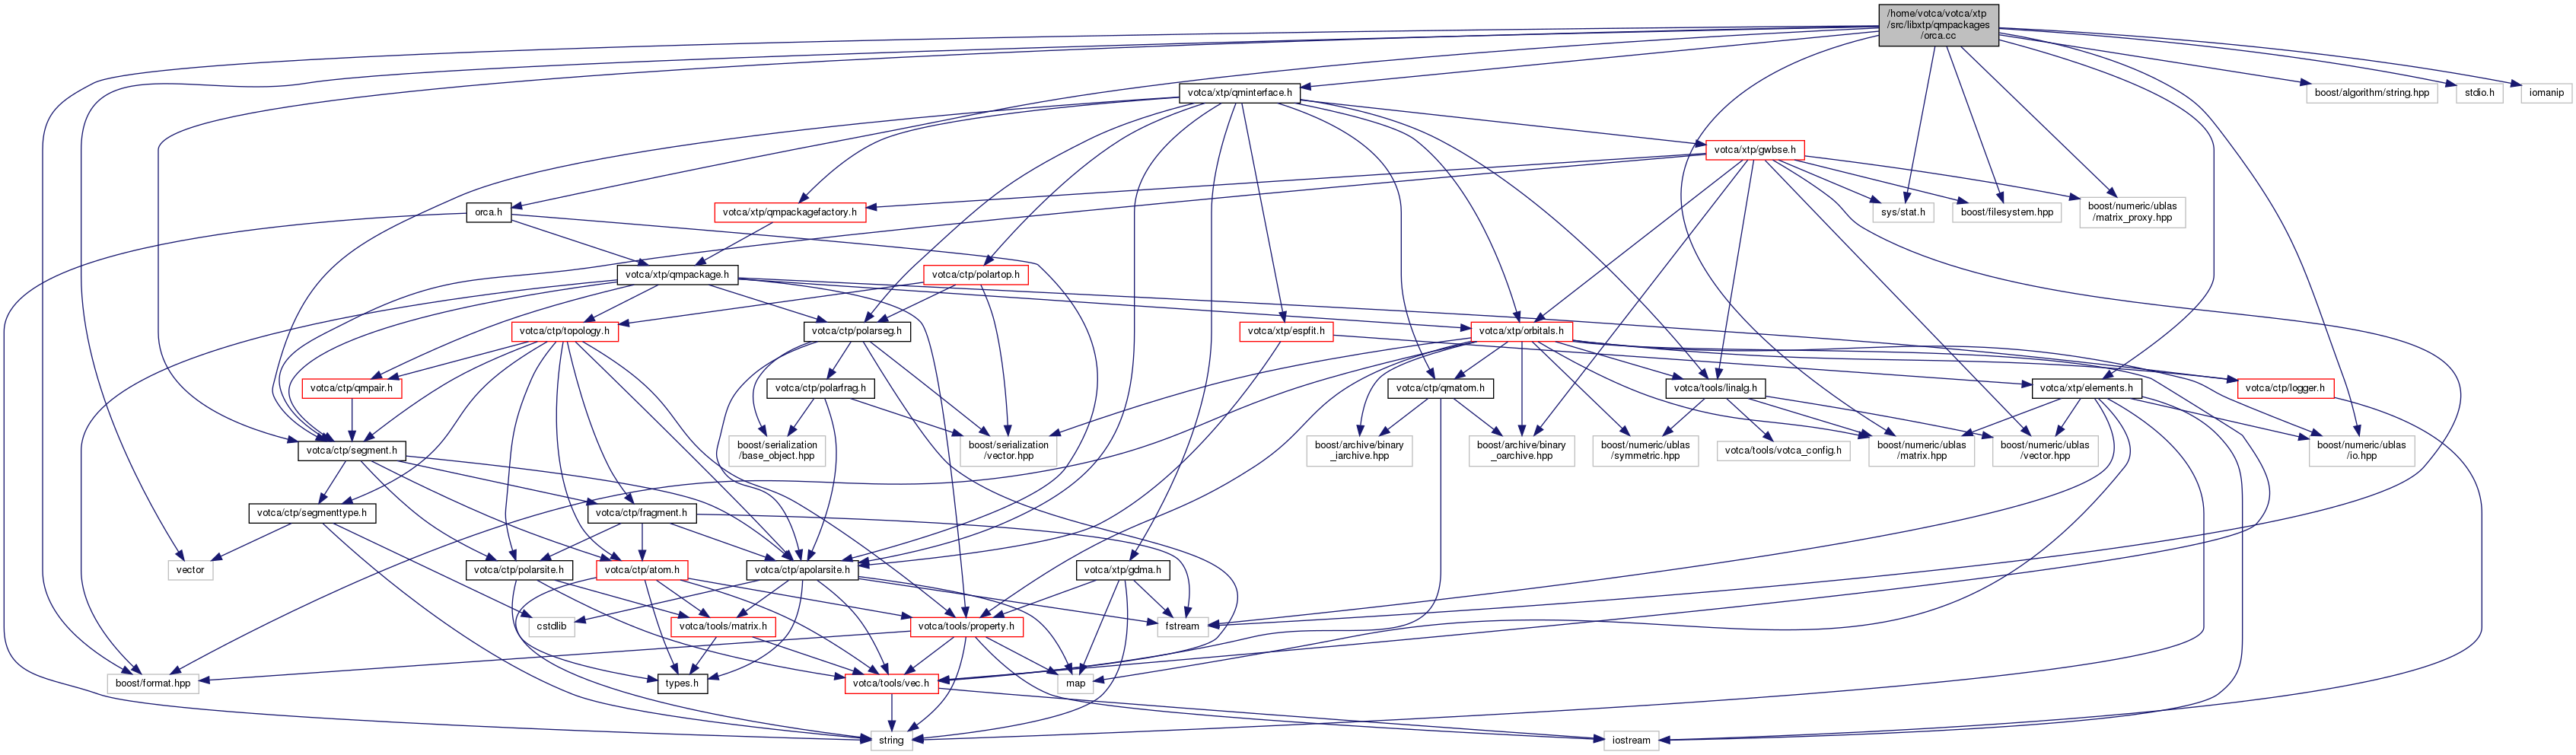 /home/votca/votca/xtp
/src/libxtp/qmpackages
/orca.cc
votca/xtp/qminterface.h
boost/algorithm/string.hpp
stdio.h
iomanip
votca/xtp/gwbse.h
orca.h
votca/xtp/qmpackagefactory.h
sys/stat.h
boost/filesystem.hpp
boost/numeric/ublas
/matrix_proxy.hpp
votca/xtp/qmpackage.h
votca/ctp/polartop.h
votca/ctp/topology.h
votca/ctp/polarseg.h
votca/xtp/espfit.h
votca/xtp/orbitals.h
votca/ctp/qmpair.h
votca/ctp/polarfrag.h
votca/ctp/qmatom.h
votca/tools/linalg.h
votca/xtp/elements.h
votca/ctp/logger.h
votca/ctp/segment.h
boost/serialization
/base_object.hpp
boost/serialization
/vector.hpp
boost/archive/binary
_iarchive.hpp
boost/archive/binary
_oarchive.hpp
boost/numeric/ublas
/symmetric.hpp
votca/tools/votca_config.h
boost/numeric/ublas
/matrix.hpp
boost/numeric/ublas
/vector.hpp
boost/numeric/ublas
/io.hpp
votca/ctp/segmenttype.h
votca/ctp/fragment.h
vector
votca/ctp/polarsite.h
votca/ctp/atom.h
votca/ctp/apolarsite.h
votca/xtp/gdma.h
cstdlib
votca/tools/matrix.h
votca/tools/property.h
fstream
boost/format.hpp
types.h
votca/tools/vec.h
map
string
iostream